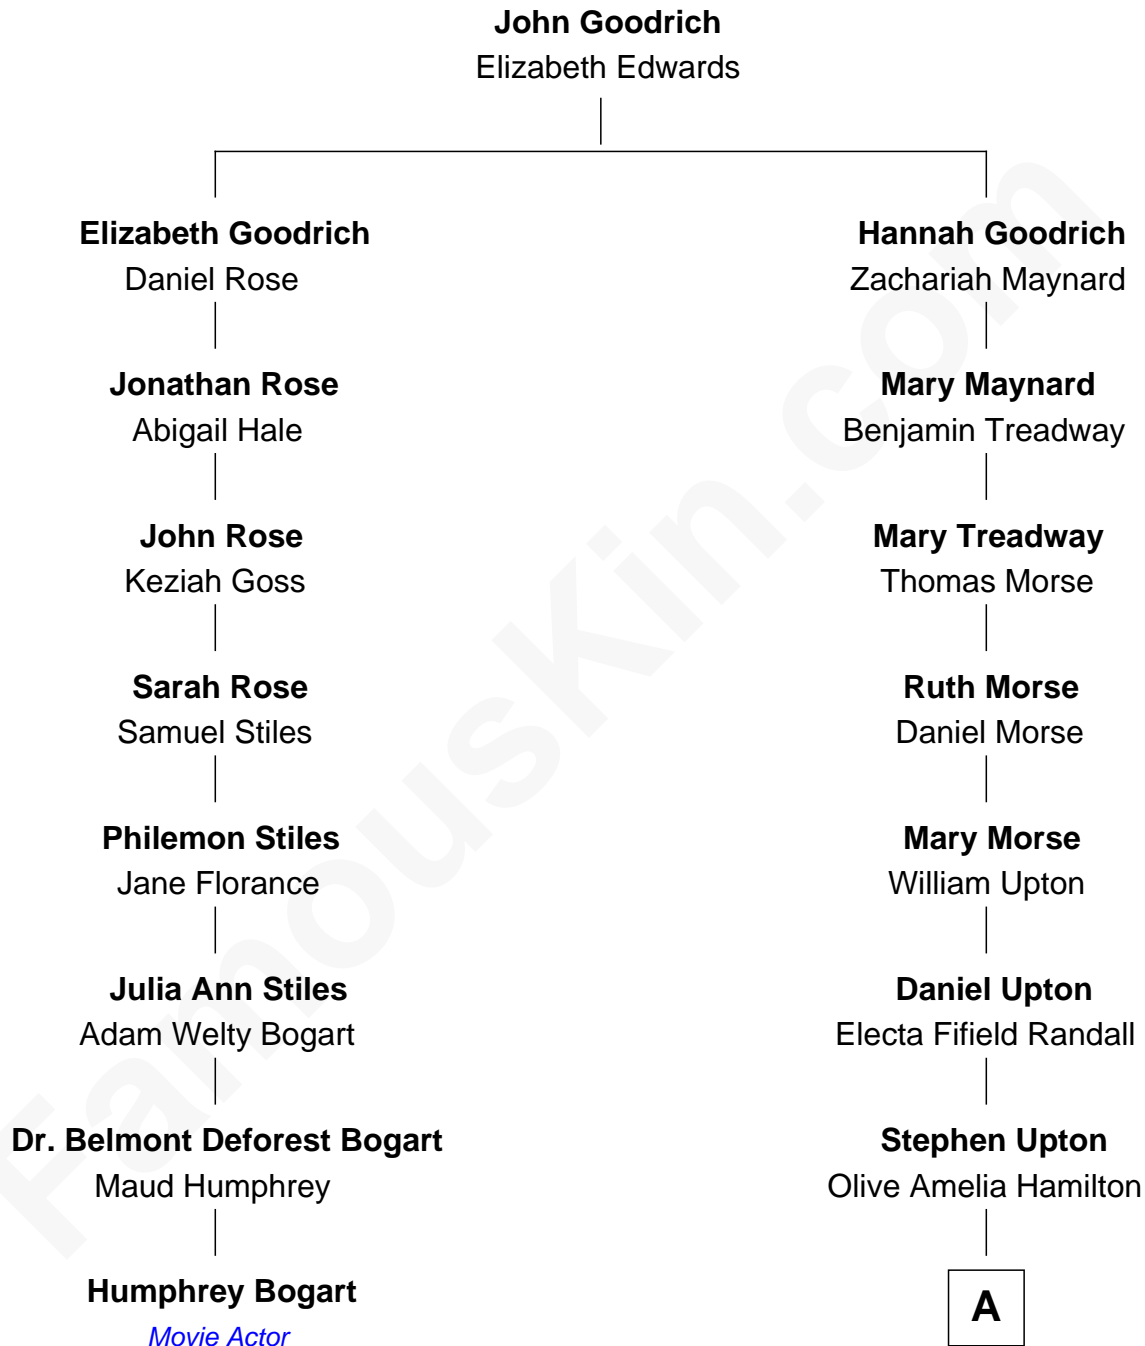 John Goodrich
Elizabeth Edwards
Elizabeth Goodrich
Daniel Rose
Jonathan Rose
Abigail Hale
John Rose
Keziah Goss
Sarah Rose
Samuel Stiles
Philemon Stiles
Jane Florance
Julia Ann Stiles
Adam Welty Bogart
Dr. Belmont Deforest Bogart
Maud Humphrey
Humphrey Bogart
Movie Actor
Hannah Goodrich
Zachariah Maynard
Mary Maynard
Benjamin Treadway
Mary Treadway
Thomas Morse
Ruth Morse
Daniel Morse
Mary Morse
William Upton
Daniel Upton
Electa Fifield Randall
Stephen Upton
Olive Amelia Hamilton
A
FamousKin.com